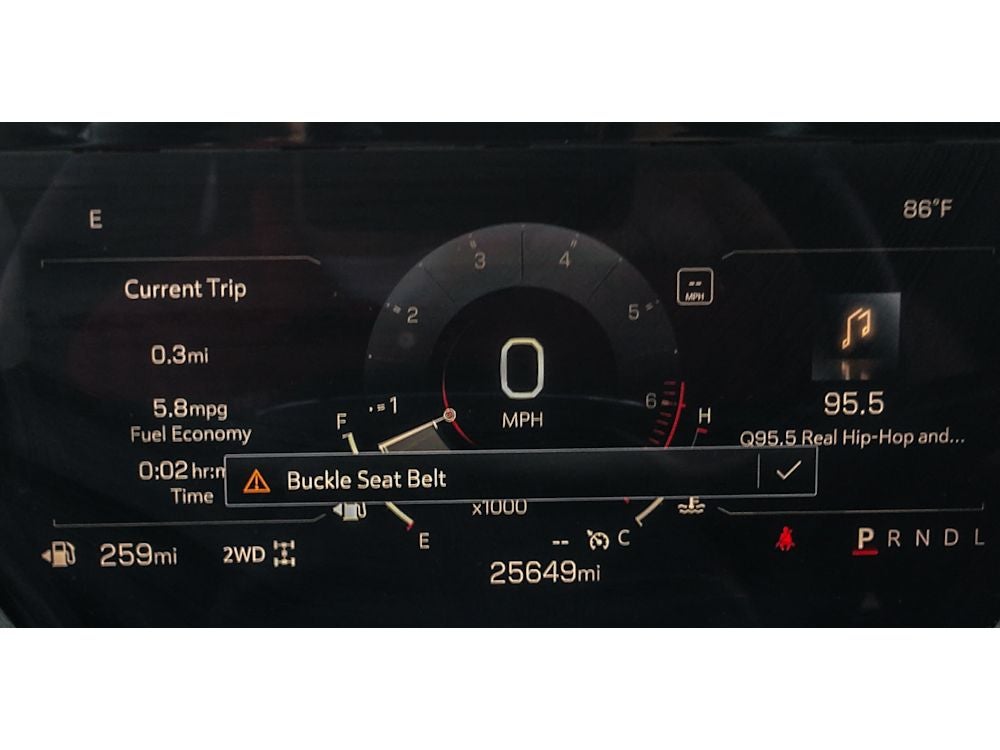 E
86°F
Current Trip
0.3mi
5.8mpg
Fuel Economy
0:02 hr:m
Time
259mi
2WD
1
2
3
4
5
6
0
MPH
--
MPH
F
E
H
C
Buckle Seat Belt
x1000
--
25649mi
95.5
Q95.5 Real Hip-Hop and...
P R N D L